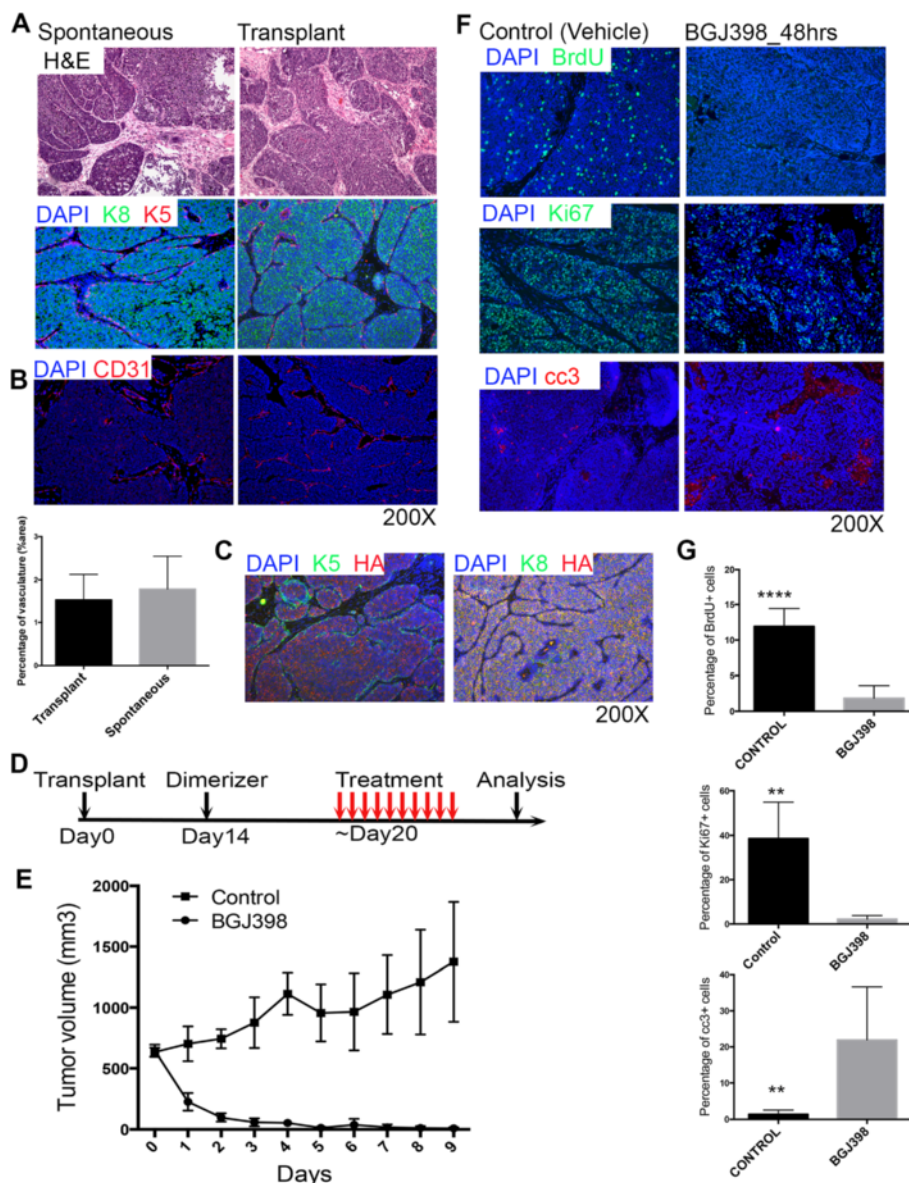 A
Spontaneous
Transplant
H&E
DAPI K8 K5
B
DAPI CD31
200X
Percentage of vasculature (%area)
3
2
1
0
Transplant
Spontaneous
C
DAPI K5 HA
DAPI K8 HA
200X
D
Transplant
Dimerizer
Treatment
Analysis
Day0
Day14
~Day20
E
Tumor volume (mm3)
2000
1500
1000
500
0
Control
BGJ398
0 1 2 3 4 5 6 7 8 9
Days
F
Control (Vehicle)
BGJ398_48hrs
DAPI BrdU
DAPI Ki67
DAPI cc3
200X
G
Percentage of BrdU+ cells
20
15
10
5
0
****
CONTROL
BGJ398
Percentage of Ki67+ cells
60
40
20
0
**
Control
BGJ398
Percentage of cc3+ cells
40
30
20
10
0
**
CONTROL
BGJ398